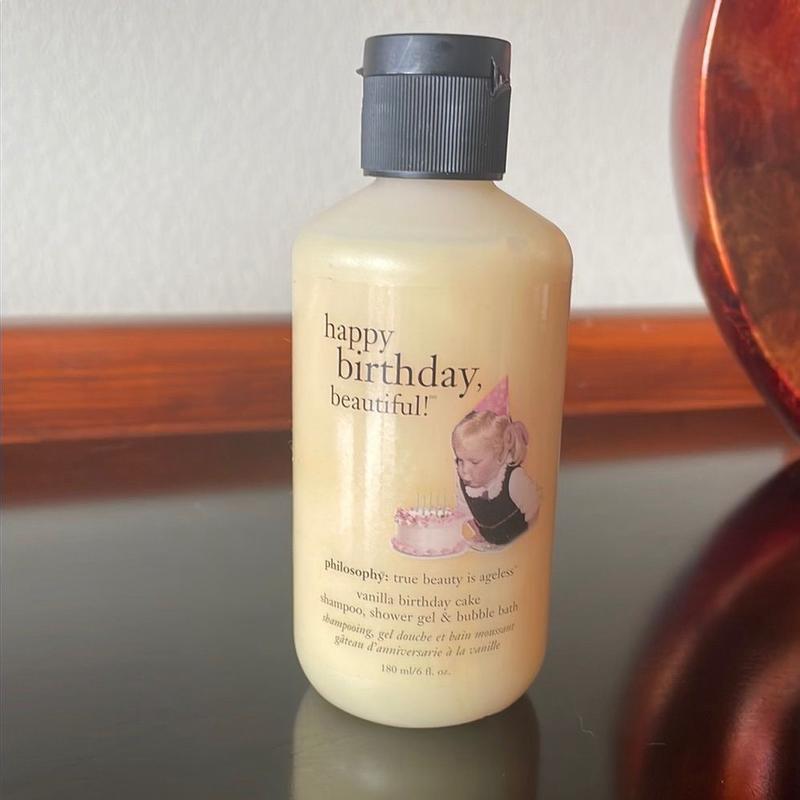 happy
birthday,
beautiful!
philosophy: true beauty is ageless
vanilla birthday cake
shampoo, shower gel & bubble bath
shampooing, gel douche et bain moussant
gâteau d'anniversarie à la vanille
180 ml/6 fl. oz.